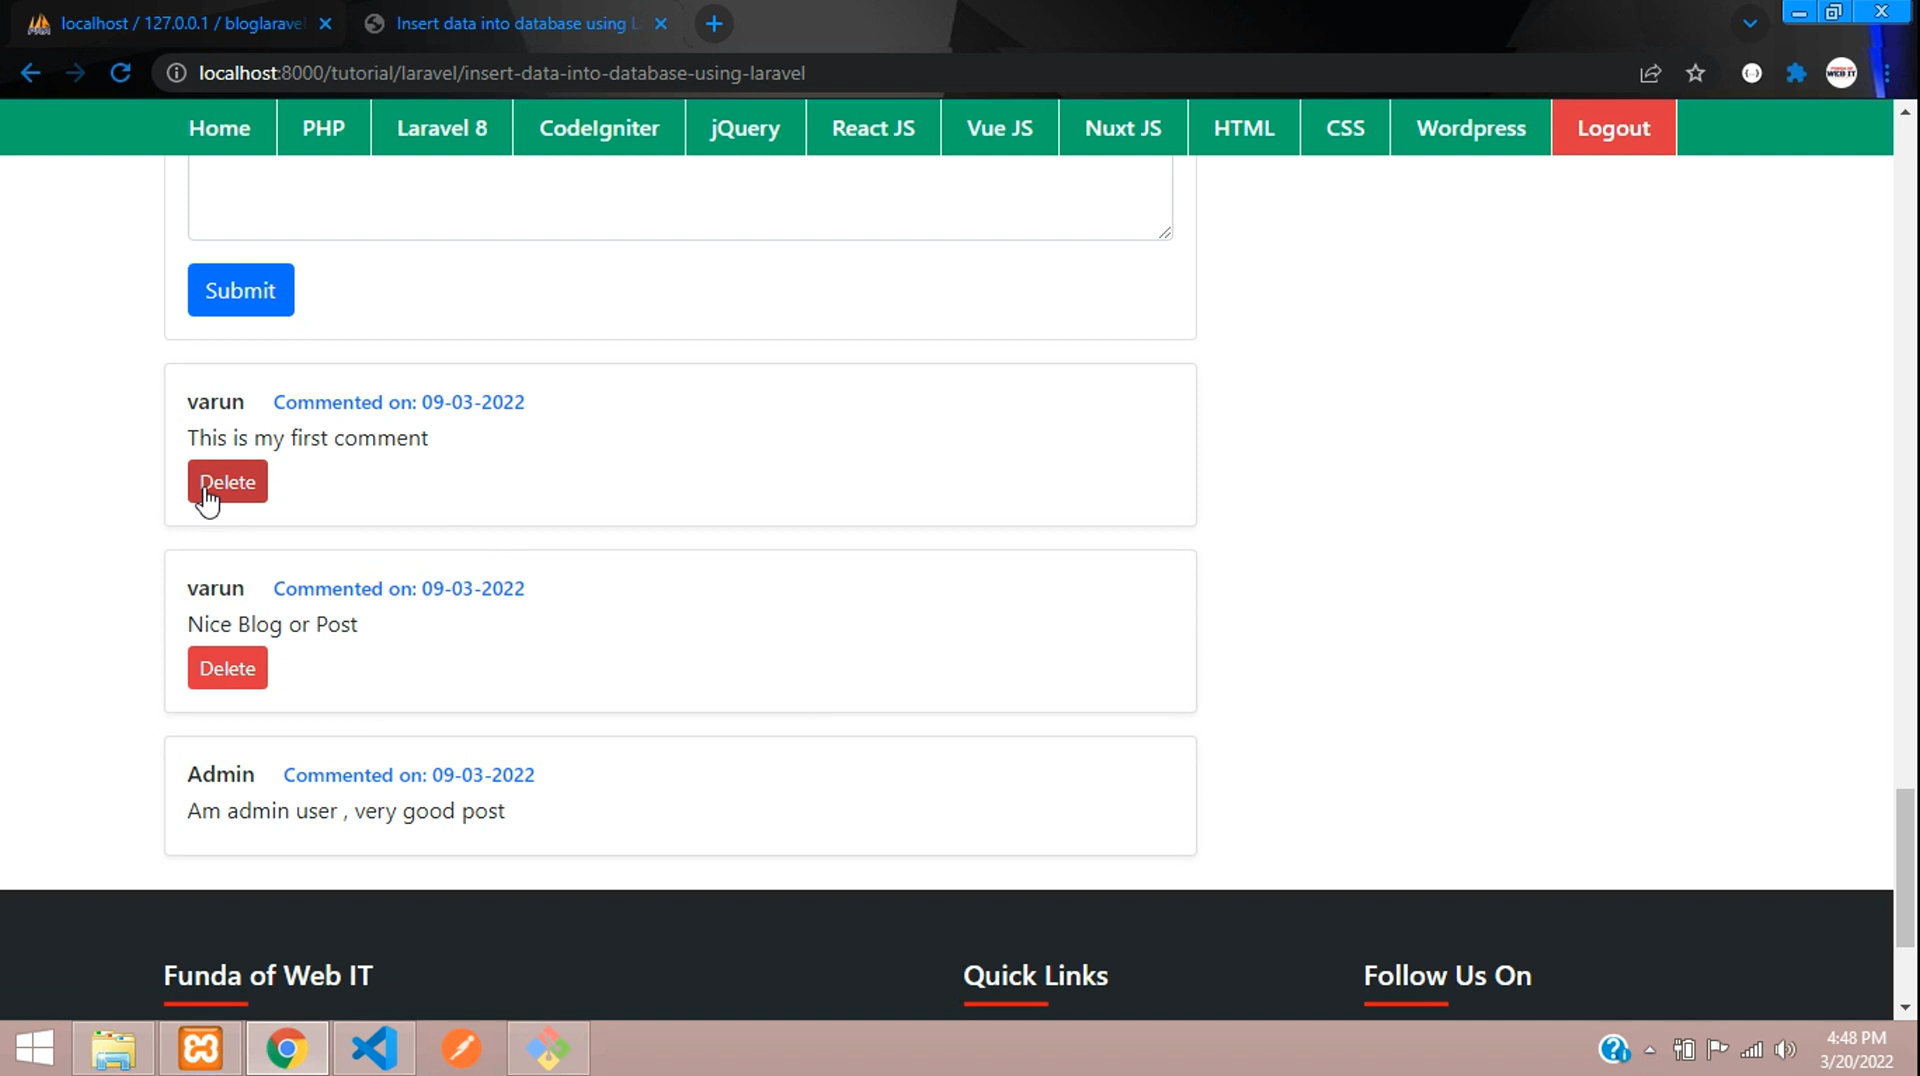 localhost / 127.0.0.1 / bloglarave
Insert data into database using L
localhost:8000/tutorial/laravel/insert-data-into-database-using-laravel
WEB IT
Home PHP Laravel 8 CodeIgniter jQuery React JS Vue JS Nuxt JS HTML CSS Wordpress Logout
Submit
varun Commented on: 09-03-2022
This is my first comment
Delete
varun Commented on: 09-03-2022
Nice Blog or Post
Delete
Admin Commented on: 09-03-2022
Am admin user , very good post
Funda of Web IT Quick Links Follow Us On
4:48 PM
3/20/2022